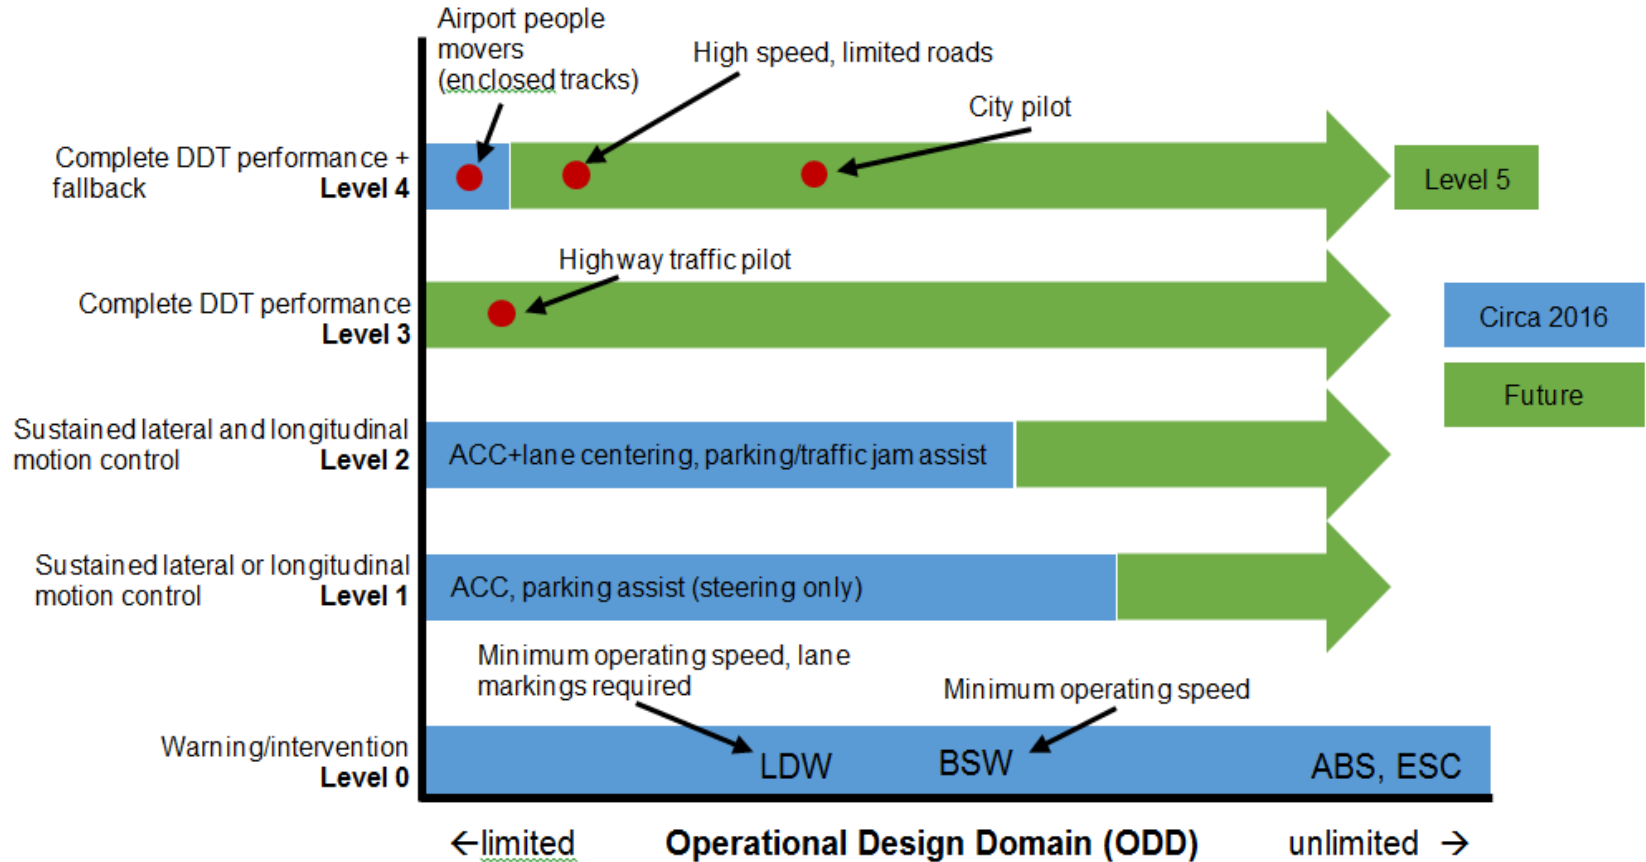 Airport people
movers
(enclosed tracks)
High speed, limited roads
City pilot
Complete DDT performance +
fallback Level 4
Level 5
Highway traffic pilot
Complete DDT performance
Level 3
Circa 2016
Future
Sustained lateral and longitudinal
motion control Level 2
ACC+lane centering, parking/traffic jam assist
Sustained lateral or longitudinal
motion control Level 1
ACC, parking assist (steering only)
Minimum operating speed, lane
markings required
Minimum operating speed
Warning/intervention
Level 0
LDW
BSW
ABS, ESC
←limited Operational Design Domain (ODD) unlimited →